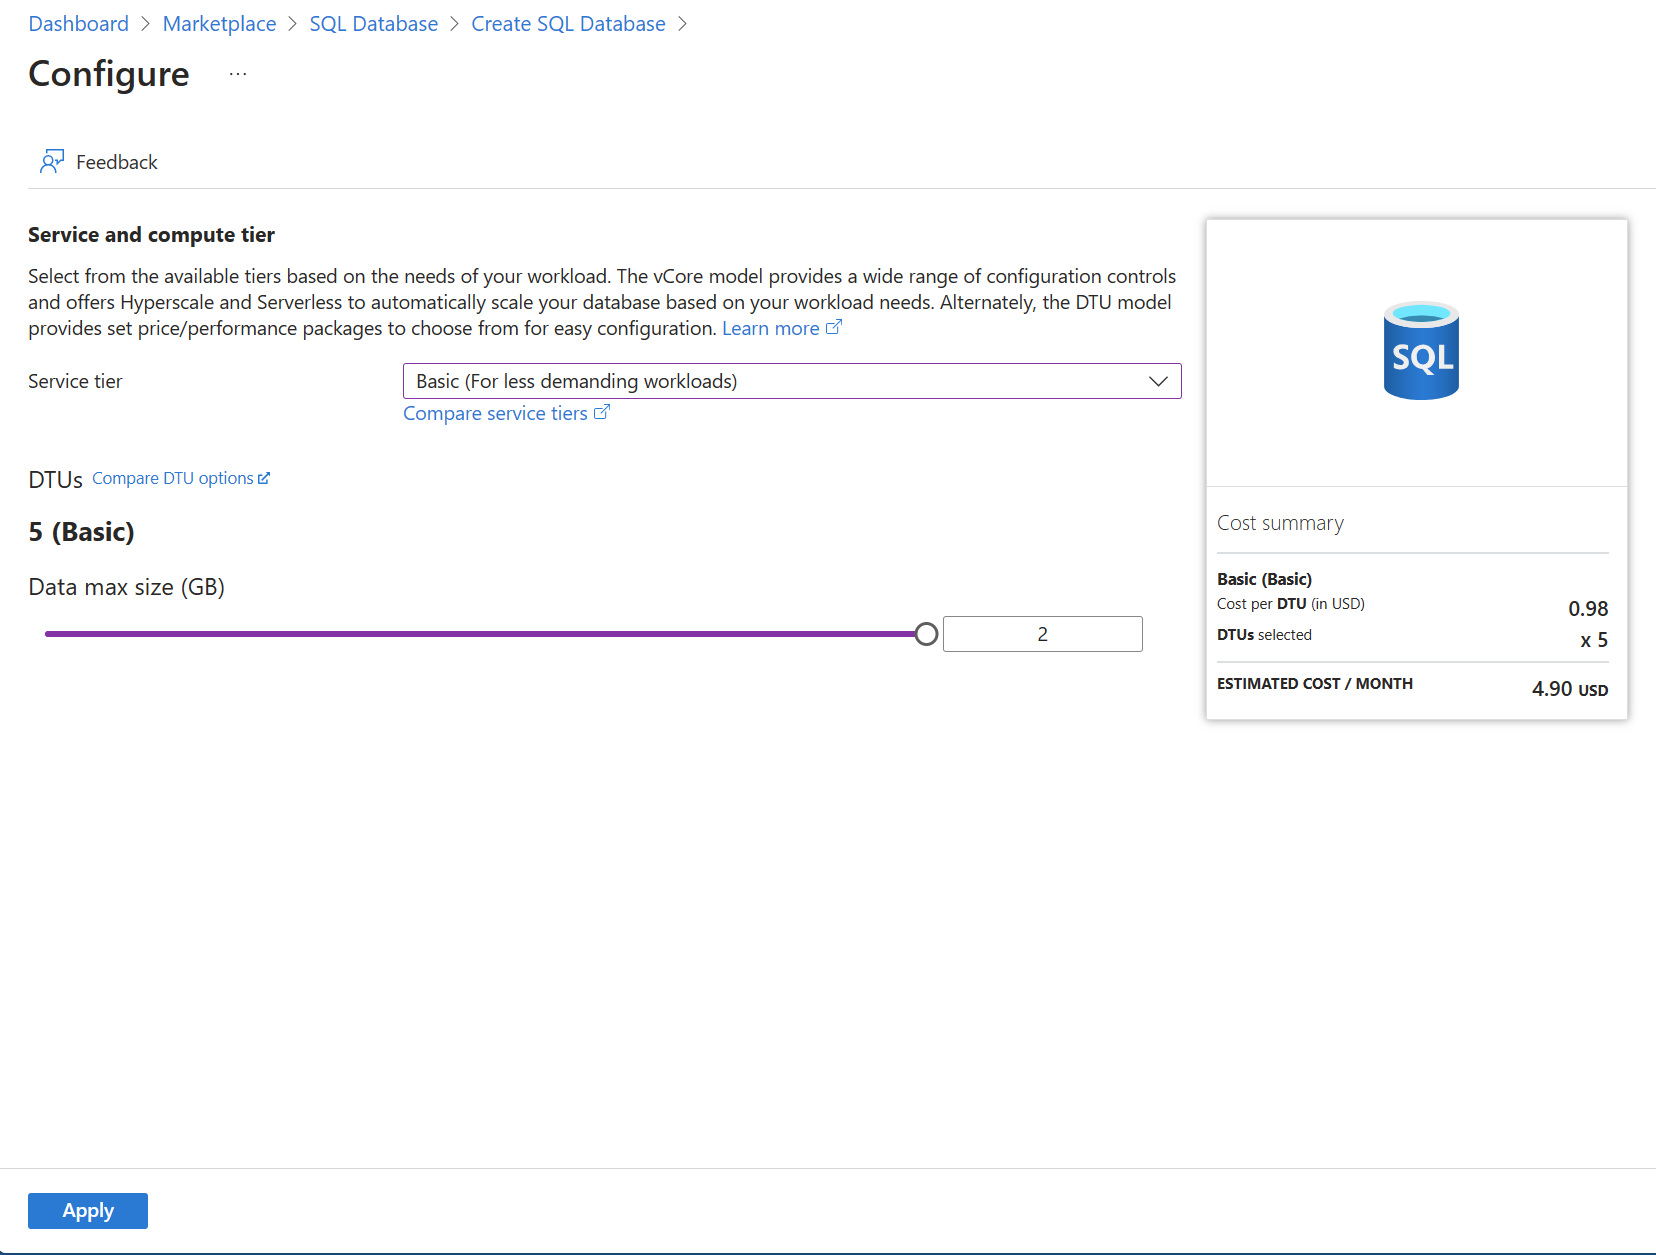 Dashboard > Marketplace > SQL Database > Create SQL Database >
Configure ...
Feedback
Service and compute tier
Select from the available tiers based on the needs of your workload. The vCore model provides a wide range of configuration controls
and offers Hyperscale and Serverless to automatically scale your database based on your workload needs. Alternately, the DTU model
provides set price/performance packages to choose from for easy configuration. Learn more
Service tier
Basic (For less demanding workloads)
Compare service tiers
DTUs Compare DTU options
5 (Basic)
Data max size (GB)
2
SQL
Cost summary
Basic (Basic)
Cost per DTU (in USD) 0.98
DTUs selected x 5
ESTIMATED COST / MONTH 4.90 USD
Apply